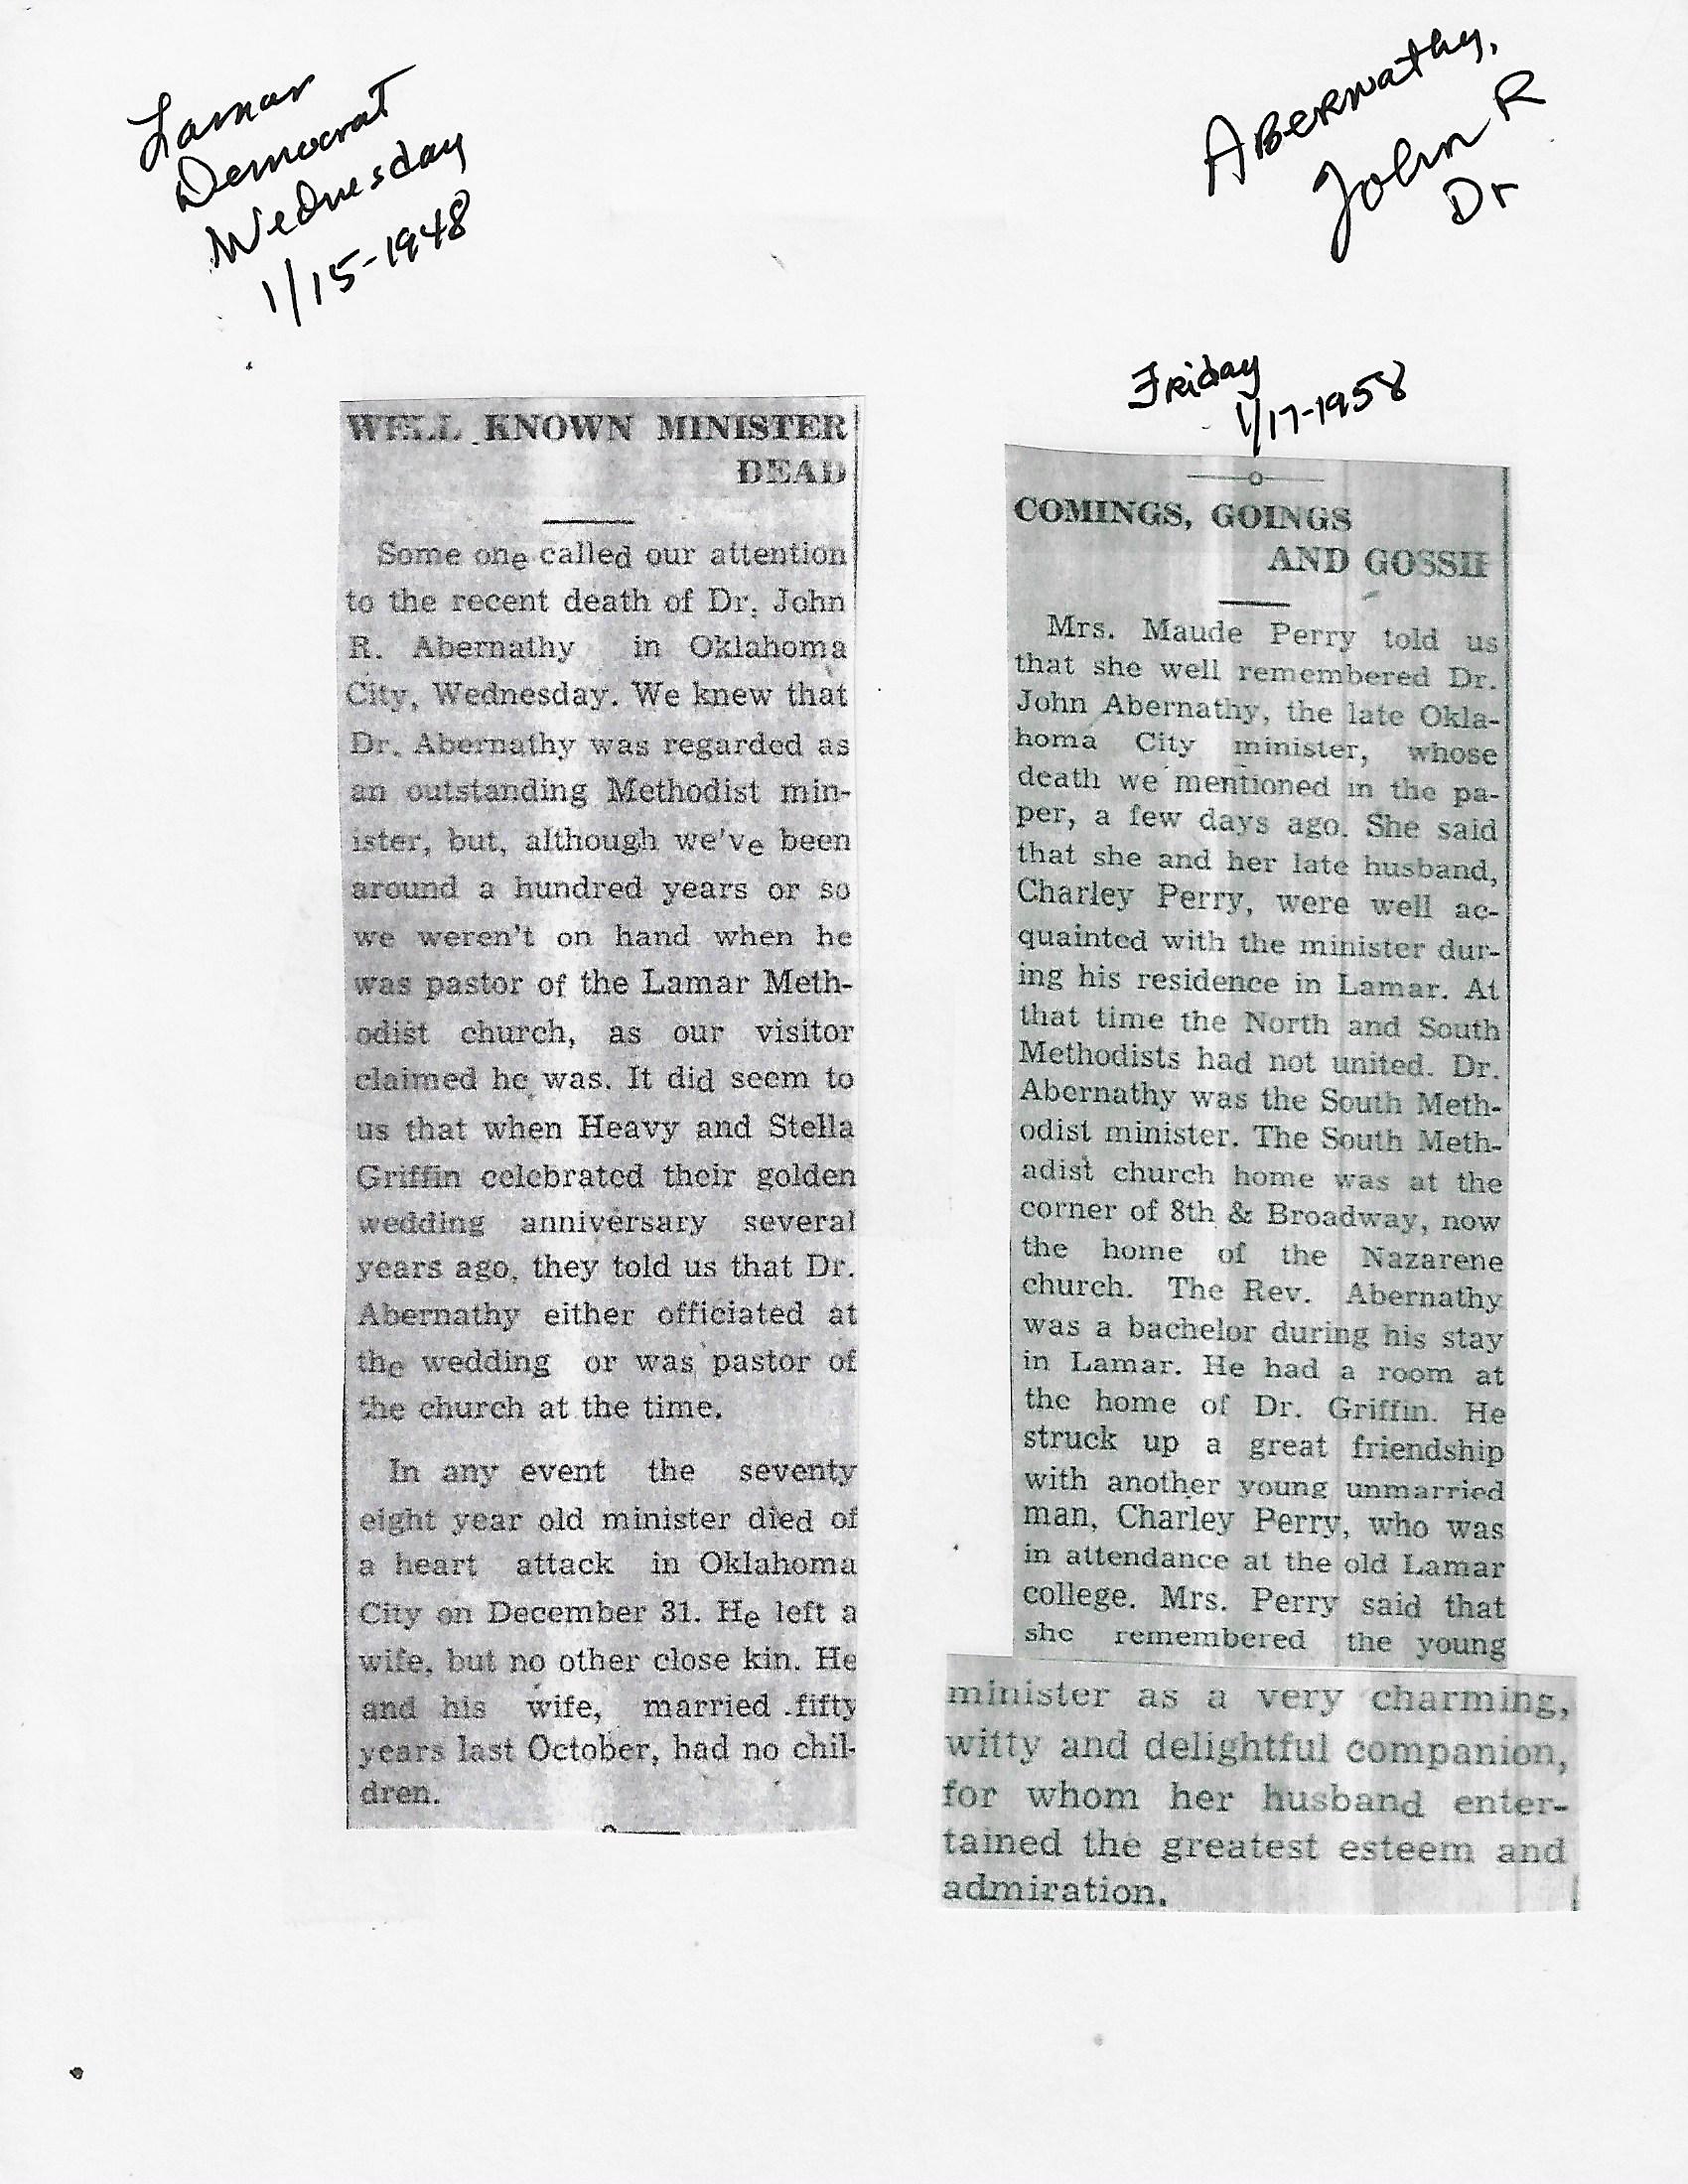 Lamar
Democrat
Wednesday
1/15-1948
Abernathy,
John R
Dr
WELL KNOWN MINISTER
DEAD
Some one called our attention
to the recent death of Dr. John
R. Abernathy in Oklahoma
City, Wednesday. We knew that
Dr. Abernathy was regarded as
an outstanding Methodist min-
ister, but, although we've been
around a hundred years or so
we weren't on hand when he
was pastor of the Lamar Meth-
odist church, as our visitor
claimed he was. It did seem to
us that when Heavy and Stella
Griffin celebrated their golden
wedding anniversary several
years ago, they told us that Dr.
Abernathy either officiated at
the wedding or was pastor of
the church at the time.
In any event the seventy
eight year old minister died of
a heart attack in Oklahoma
City on December 31. He left a
wife, but no other close kin. He
and his wife, married fifty
years last October, had no chil-
dren.
Friday
1/17-1958
COMINGS, GOINGS
AND GOSSIP
Mrs. Maude Perry told us
that she well remembered Dr.
John Abernathy, the late Okla-
homa City minister, whose
death we mentioned in the pa-
per, a few days ago. She said
that she and her late husband,
Charley Perry, were well ac-
quainted with the minister dur-
ing his residence in Lamar. At
that time the North and South
Methodists had not united. Dr.
Abernathy was the South Meth-
odist minister. The South Meth-
adist church home was at the
corner of 8th & Broadway, now
the home of the Nazarene
church. The Rev. Abernathy
was a bachelor during his stay
in Lamar. He had a room at
the home of Dr. Griffin. He
struck up a great friendship
with another young unmarried
man, Charley Perry, who was
in attendance at the old Lamar
college. Mrs. Perry said that
she remembered the young
minister as a very charming,
witty and delightful companion,
for whom her husband enter-
tained the greatest esteem and
admiration.